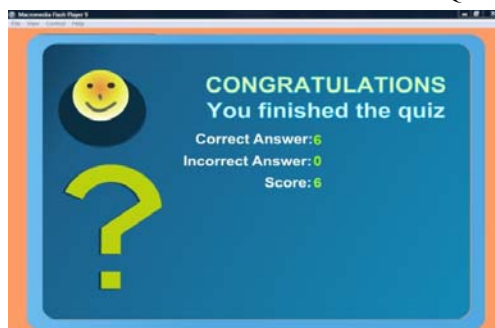 Macromedia Flash Player 9
File View Control Help
CONGRATULATIONS
You finished the quiz
Correct Answer:6
Incorrect Answer:0
Score:6
?